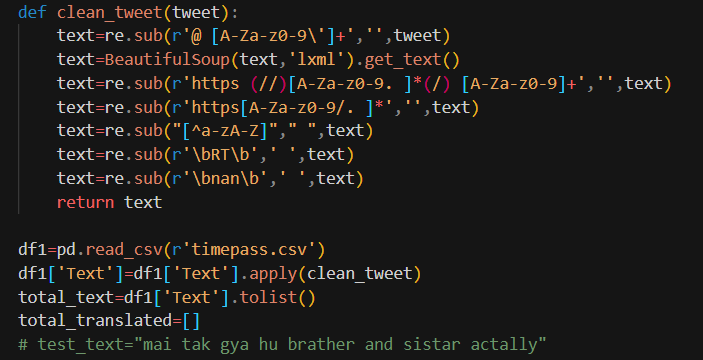 def clean_tweet(tweet):
    text=re.sub(r'@ [A-Za-z0-9\']+','',tweet)
    text=BeautifulSoup(text,'lxml').get_text()
    text=re.sub(r'https (//)[A-Za-z0-9. ]*(/) [A-Za-z0-9]+','',text)
    text=re.sub(r'https[A-Za-z0-9/. ]*','',text)
    text=re.sub("[^a-zA-Z]"," ",text)
    text=re.sub(r'\bRT\b',' ',text)
    text=re.sub(r'\bnan\b',' ',text)
    return text
df1=pd.read_csv(r'timepass.csv')
df1['Text']=df1['Text'].apply(clean_tweet)
total_text=df1['Text'].tolist()
total_translated=[]
# test_text="mai tak gya hu brather and sistar actally"